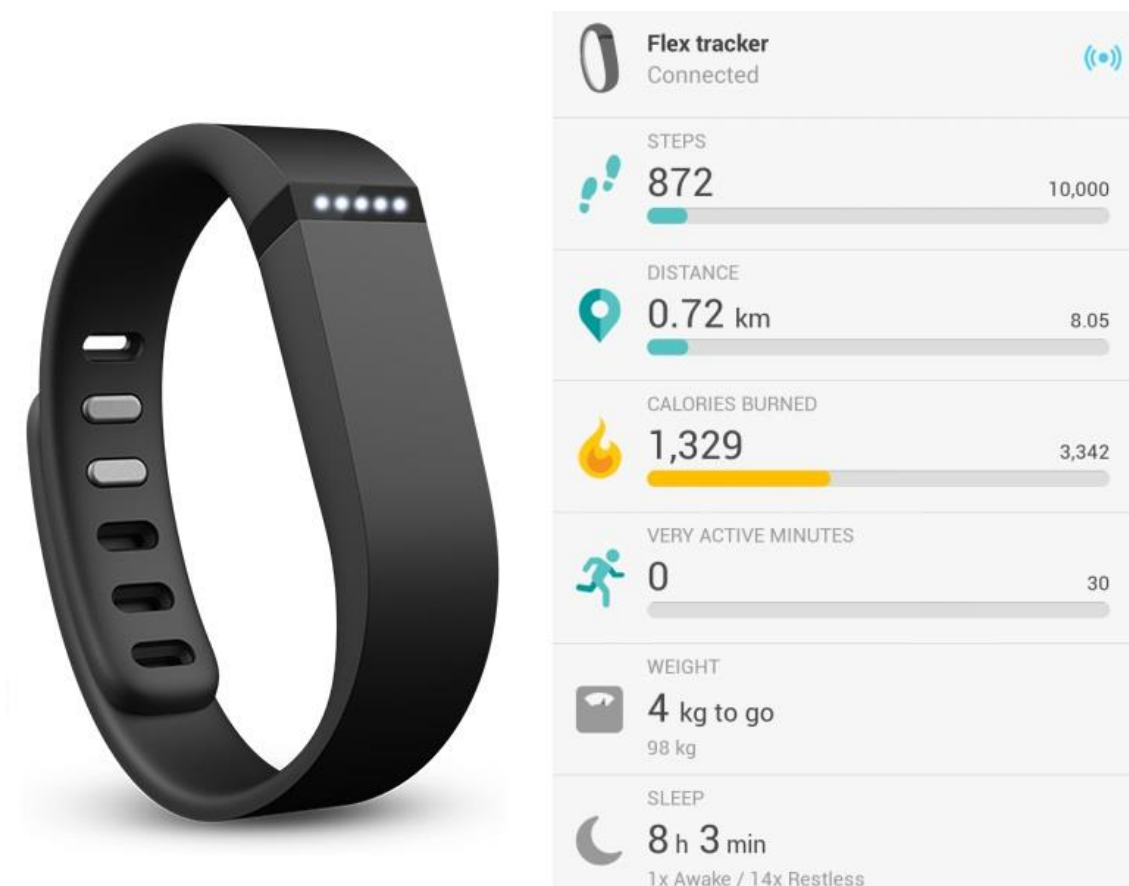 Flex tracker
Connected
STEPS
872
10,000
DISTANCE
0.72 km
8.05
CALORIES BURNED
1,329
3,342
VERY ACTIVE MINUTES
0
30
WEIGHT
4 kg to go
98 kg
SLEEP
8 h 3 min
1x Awake / 14x Restless